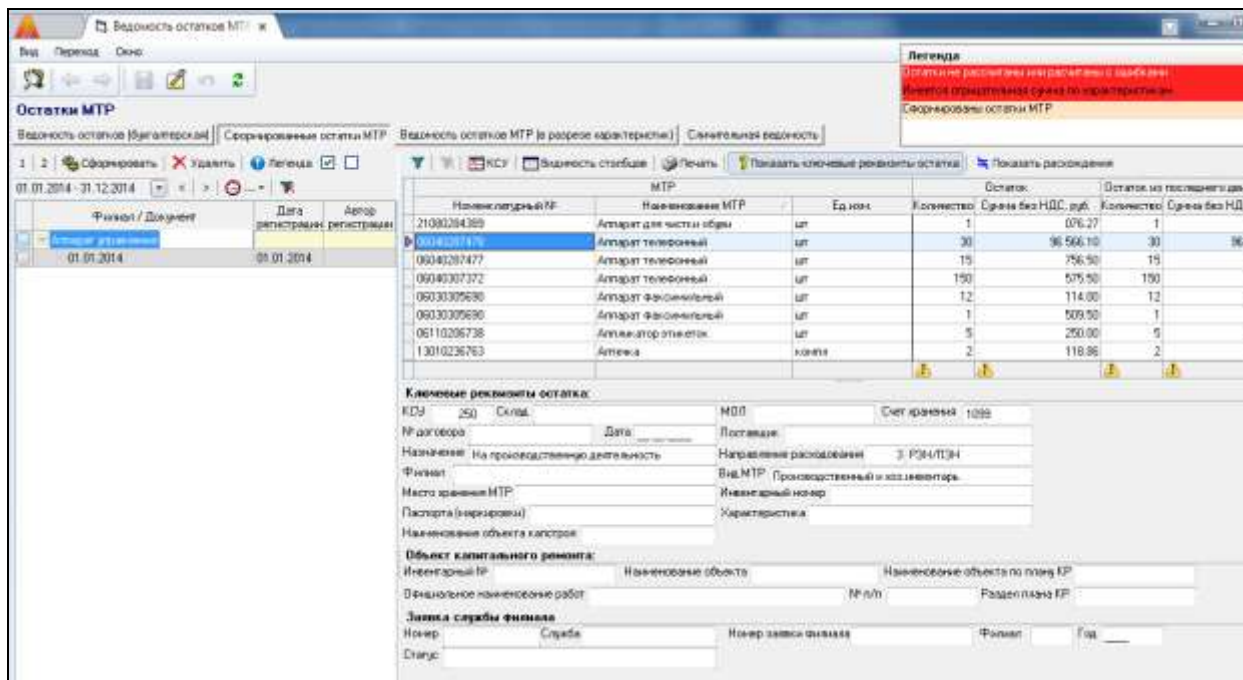 Ведомость остатков МТР
Вид Переход Окно
Легенда
Остатки не рассчитаны или расчитаны с ошибками
Имеется отрицательная сумма по характеристикам
Сформированы остатки МТР
Остатки МТР
Ведомость остатков (бухгалтерская) Сформированные остатки МТР Ведомость остатков МТР (в разрезе характеристик) Сличительная ведомость
1 2 Сформировать Удалить Легенда КСУ Видимость столбцов Печать Показать ключевые реквизиты остатка Показать расхождения
01.01.2014 - 31.12.2014
Филиал / Документ Дата регистрации Автор регистрации
Аппарат управления
01.01.2014 01.01.2014
МТР Остаток Остаток из последнего
Номенклатурный № Наименование МТР Ед.изм. Количество Сумма без НДС, руб. Количество Сумма без НД
21080284389 Аппарат для чистки обуви шт 1 076.27 1
Аппарат телефонный шт 30 96 566.10 30 96
06040287477 Аппарат телефонный шт 15 756.50 15
06040307372 Аппарат телефонный шт 150 575.50 150
06030305698 Аппарат факсимильный шт 12 114.00 12
06030305698 Аппарат факсимильный шт 1 509.50 1
06110206738 Аппликатор этикеток шт 5 250.00 5
13010236763 Аптечка компл 2 118.86 2
Ключевые реквизиты остатка:
КСУ 250 Склад МОЛ Счет хранения 1099
№ договора Дата Поставщик
Назначение На производственную деятельность Направление расходования 3 РЭН/ПЭН
Филиал Вид МТР Производственный и хоз.инвентарь
Место хранения МТР Инвентарный номер
Паспорта (маркировки) Характеристика
Наименование объекта капстроя
Объект капитального ремонта:
Инвентарный № Наименование объекта Наименование объекта по плану КР
Официальное наименование работ № п/п Раздел плана КР
Заявка службы филиала
Номер Служба Номер заявки филиала Филиал Год
Статус